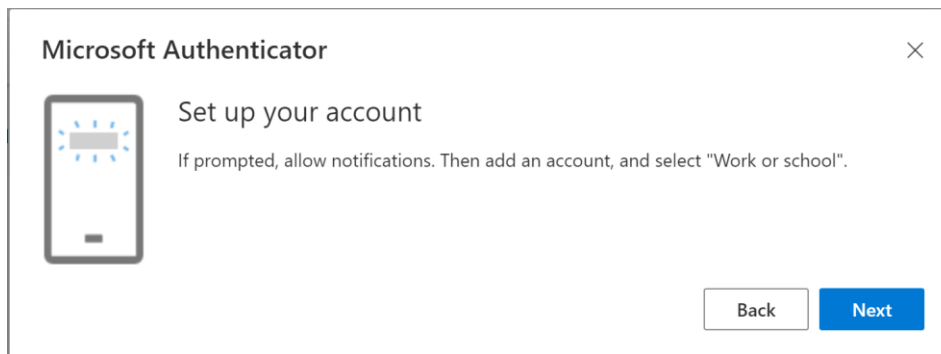 Microsoft Authenticator
Set up your account
If prompted, allow notifications. Then add an account, and select "Work or school".
Back
Next